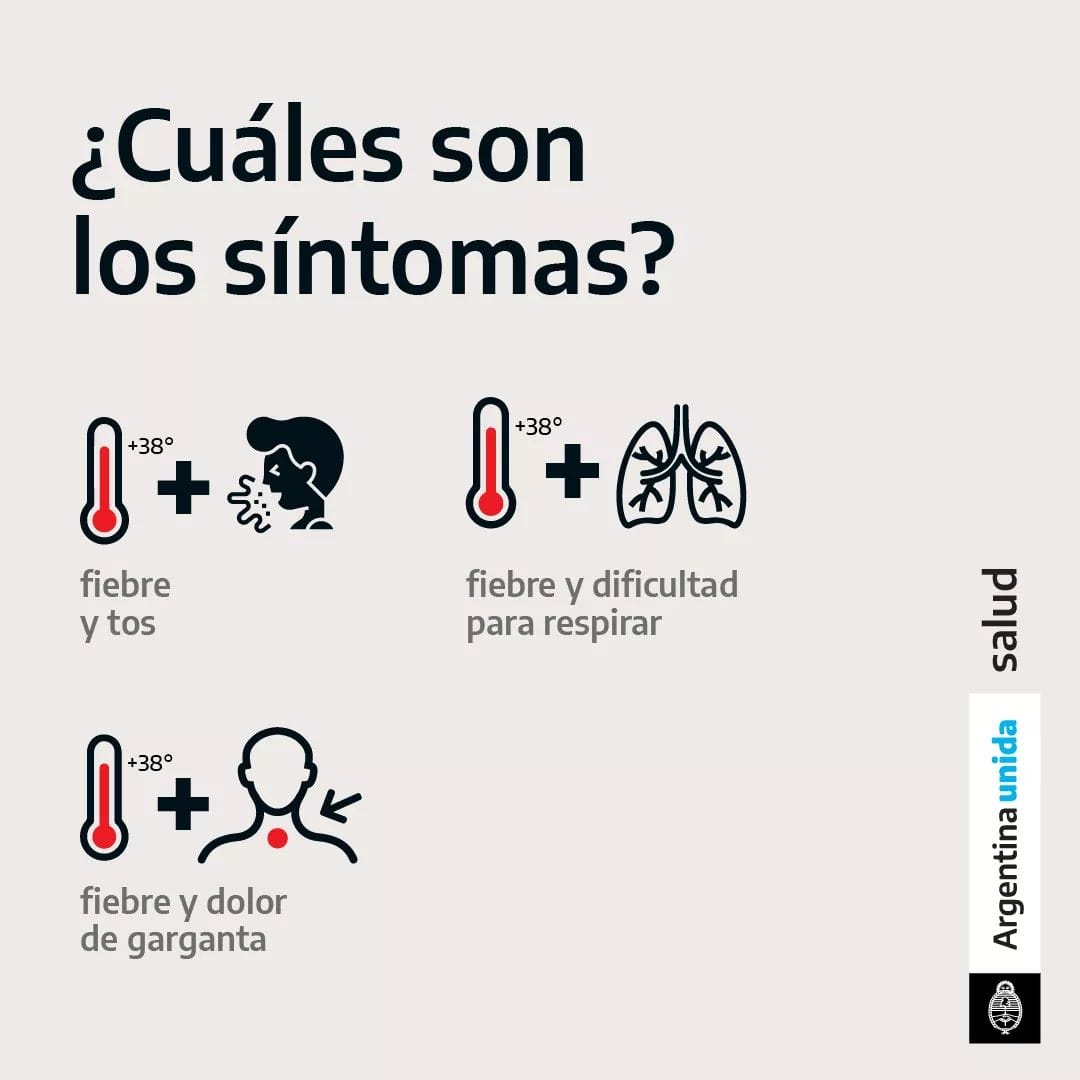 ¿Cuáles son
los síntomas?
+38°
+38°
fiebre
y tos
fiebre y dificultad
para respirar
+38°
fiebre y dolor
de garganta
salud
Argentina unida